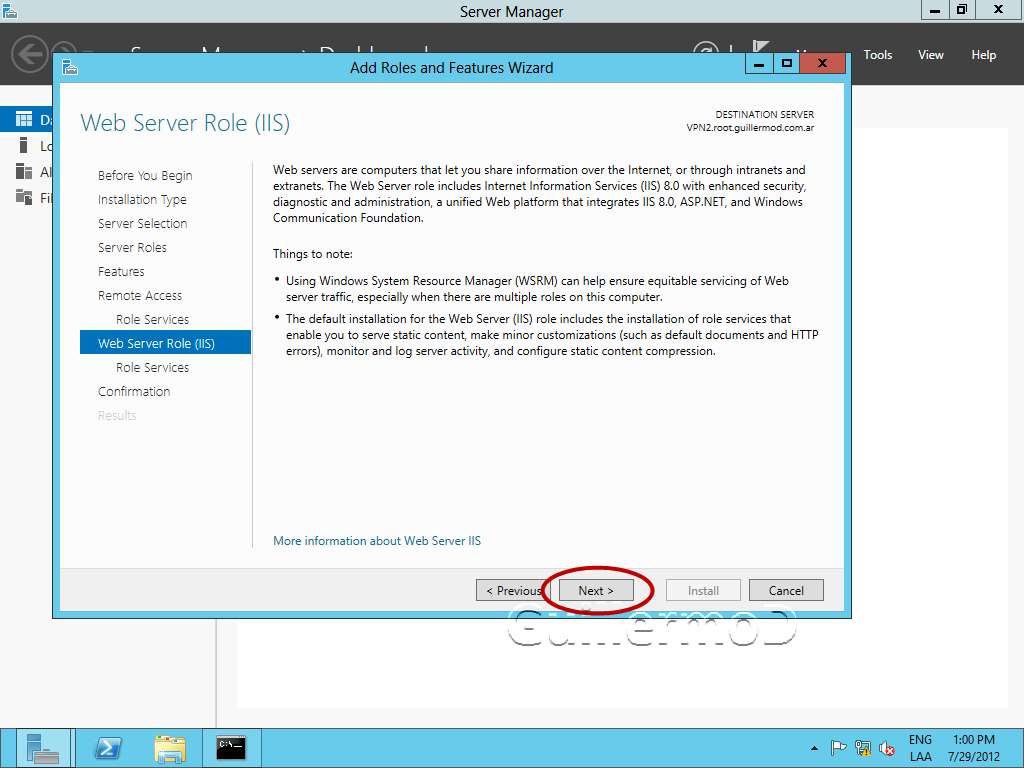 Server Manager
Tools View Help
Add Roles and Features Wizard
Web Server Role (IIS)
DESTINATION SERVER
VPN2.root.guillermod.com.ar
Before You Begin
Installation Type
Server Selection
Server Roles
Features
Remote Access
Role Services
Web Server Role (IIS)
Role Services
Confirmation
Results
Web servers are computers that let you share information over the Internet, or through intranets and
extranets. The Web Server role includes Internet Information Services (IIS) 8.0 with enhanced security,
diagnostic and administration, a unified Web platform that integrates IIS 8.0, ASP.NET, and Windows
Communication Foundation.
Things to note:
• Using Windows System Resource Manager (WSRM) can help ensure equitable servicing of Web
server traffic, especially when there are multiple roles on this computer.
• The default installation for the Web Server (IIS) role includes the installation of role services that
enable you to serve static content, make minor customizations (such as default documents and HTTP
errors), monitor and log server activity, and configure static content compression.
More information about Web Server IIS
< Previous Next > Install Cancel
GuillermoD
C:\
ENG 1:00 PM
LAA 7/29/2012